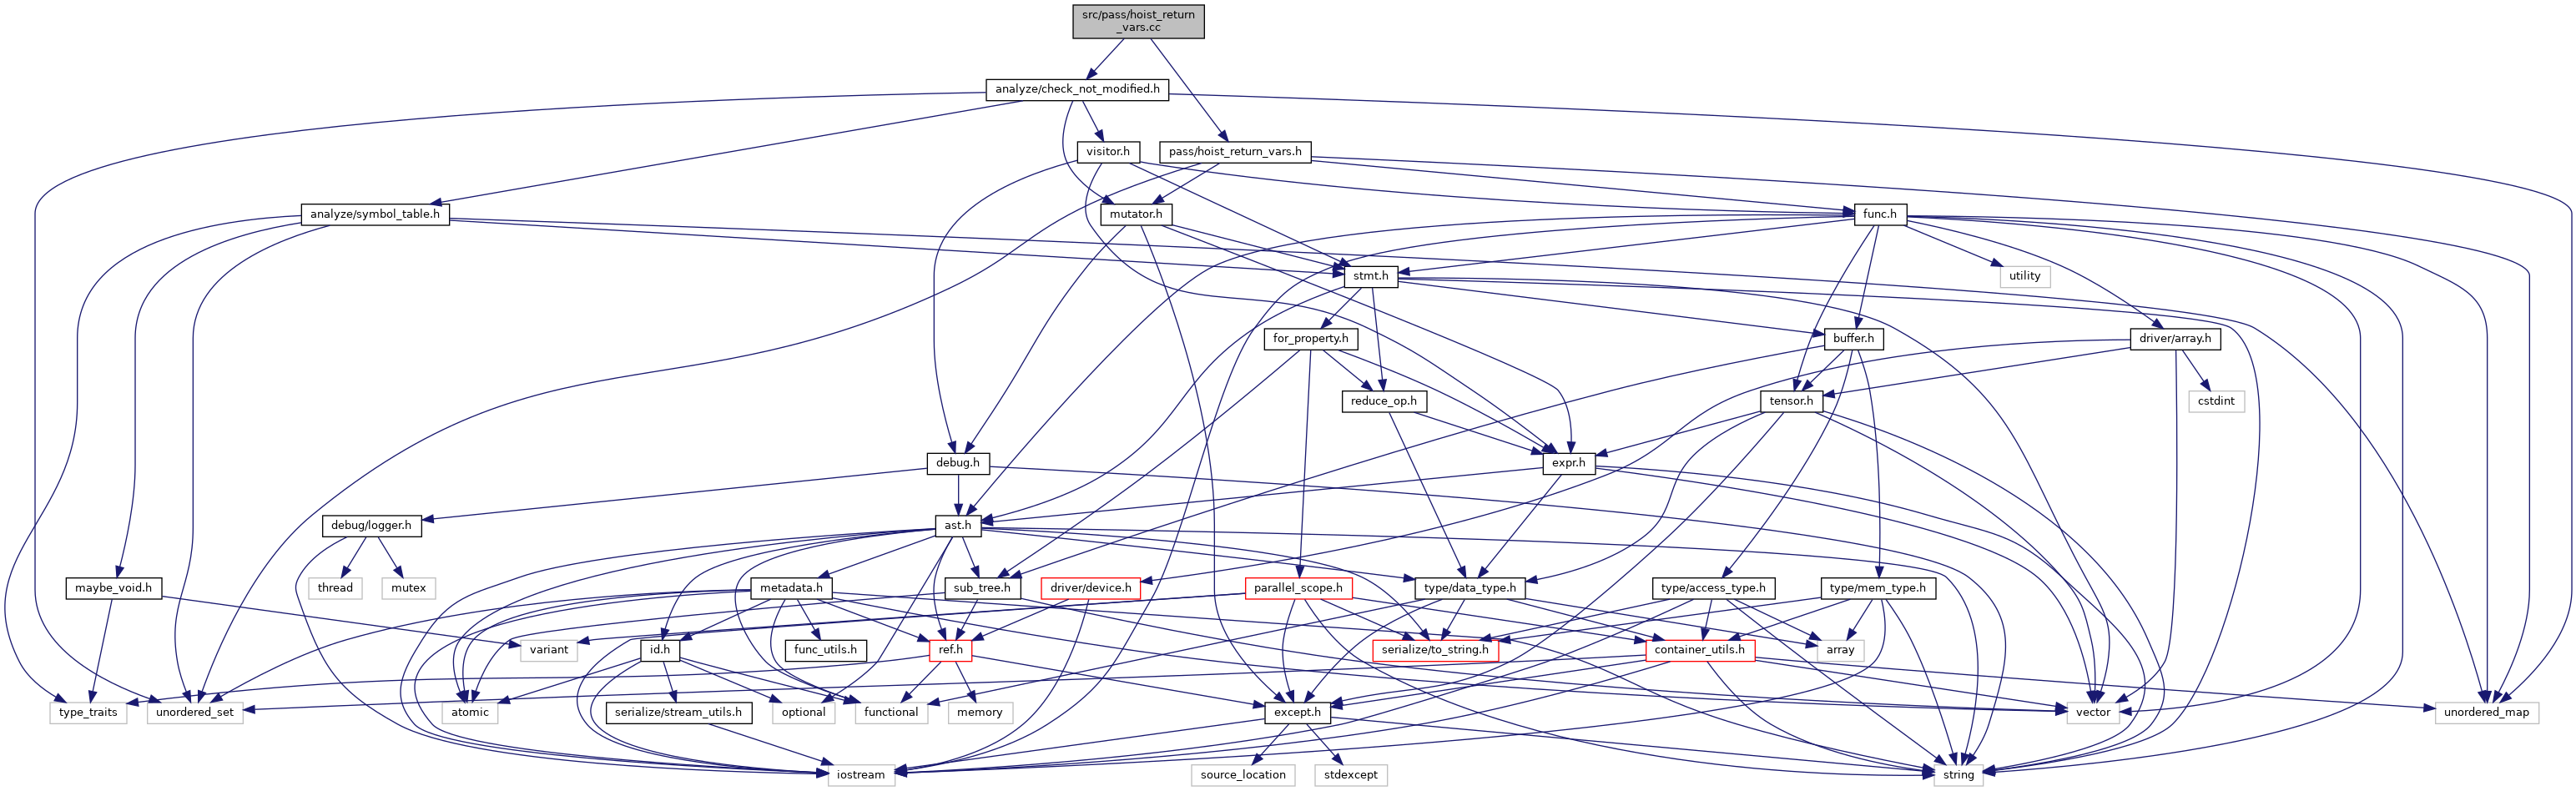 src/pass/hoist_return
_vars.cc
analyze/check_not_modified.h
visitor.h
pass/hoist_return_vars.h
analyze/symbol_table.h
mutator.h
func.h
stmt.h
utility
for_property.h
buffer.h
driver/array.h
reduce_op.h
tensor.h
cstdint
debug.h
expr.h
debug/logger.h
ast.h
thread
mutex
maybe_void.h
metadata.h
sub_tree.h
driver/device.h
parallel_scope.h
type/data_type.h
type/access_type.h
type/mem_type.h
variant
id.h
func_utils.h
ref.h
serialize/to_string.h
container_utils.h
array
type_traits
unordered_set
atomic
serialize/stream_utils.h
optional
functional
memory
except.h
vector
unordered_map
iostream
source_location
stdexcept
string